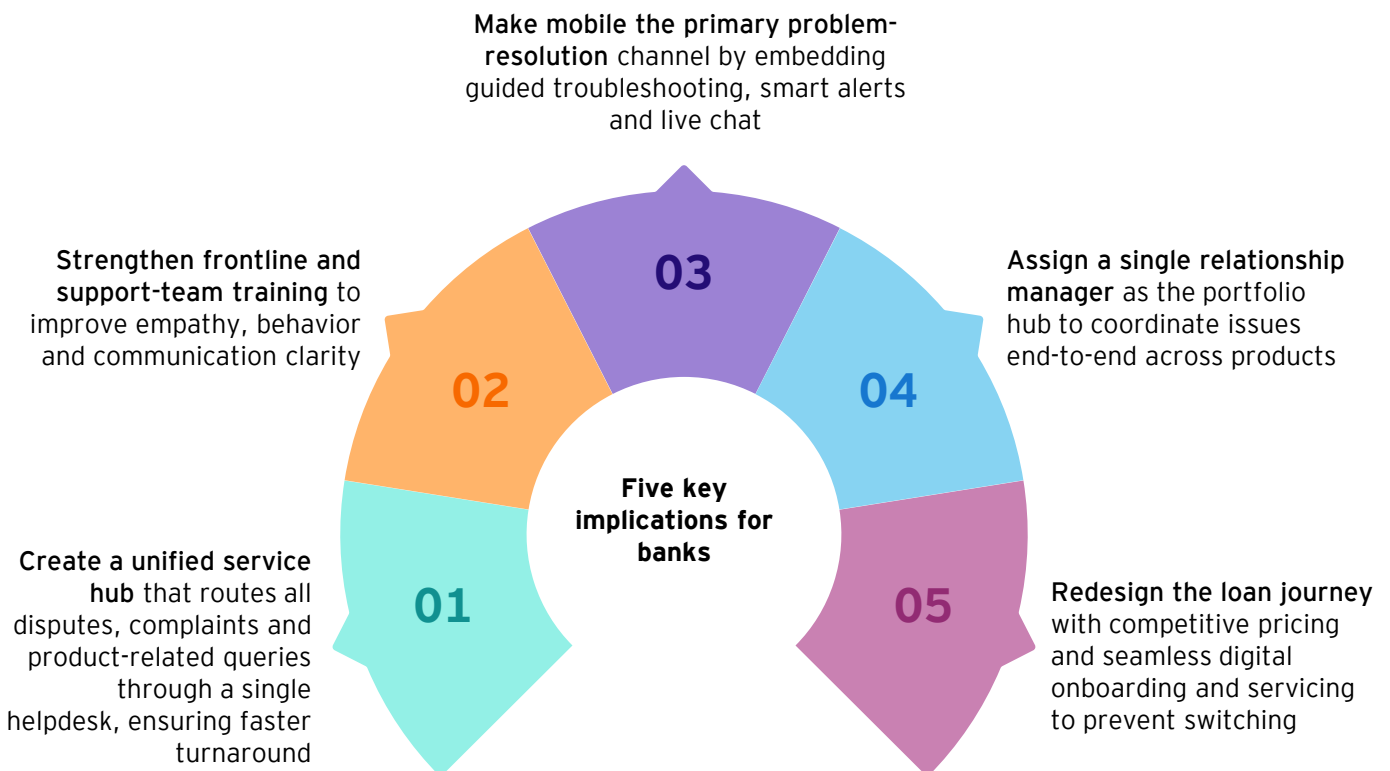 Make mobile the primary problem-
resolution channel by embedding
guided troubleshooting, smart alerts
and live chat
03
Strengthen frontline and
support-team training to
improve empathy, behavior
and communication clarity
02
Assign a single relationship
manager as the portfolio
hub to coordinate issues
end-to-end across products
04
Five key
implications for
banks
Create a unified service
hub that routes all
disputes, complaints and
product-related queries
through a single
helpdesk, ensuring faster
turnaround
01
05
Redesign the loan journey
with competitive pricing
and seamless digital
onboarding and servicing
to prevent switching